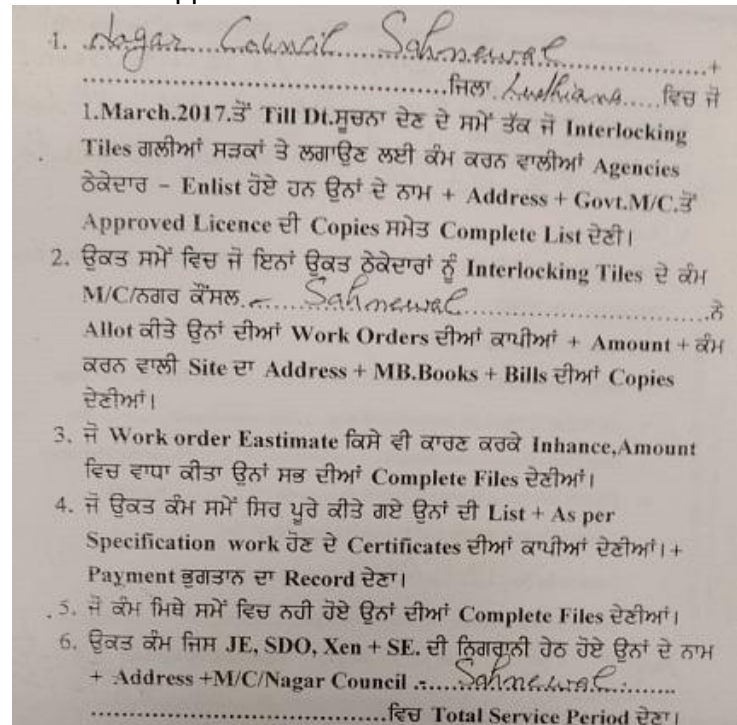 1. Nagar Council Sahnewal +
ਜਿਲਾ Ludhiana ਵਿਚ ਜੋ
1.March.2017.ਤੋਂ Till Dt.ਸੂਚਨਾ ਦੇਣ ਦੇ ਸਮੇਂ ਤੱਕ ਜੋ Interlocking
Tiles ਗਲੀਆਂ ਸੜਕਾਂ ਤੇ ਲਗਾਉਣ ਲਈ ਕੰਮ ਕਰਨ ਵਾਲੀਆਂ Agencies
ਠੇਕੇਦਾਰ – Enlist ਹੋਏ ਹਨ ਉਨਾਂ ਦੇ ਨਾਮ + Address + Govt.M/C.ਤੋਂ
Approved Licence ਦੀ Copies ਸਮੇਤ Complete List ਦੇਣੀ।
2. ਉਕਤ ਸਮੇਂ ਵਿਚ ਜੋ ਇਨਾਂ ਉਕਤ ਠੇਕੇਦਾਰਾਂ ਨੂੰ Interlocking Tiles ਦੇ ਕੰਮ
M/C/ਨਗਰ ਕੌਂਸਲ. Sahnewal ਨੇ
Allot ਕੀਤੇ ਉਨਾਂ ਦੀਆਂ Work Orders ਦੀਆਂ ਕਾਪੀਆਂ + Amount + ਕੰਮ
ਕਰਨ ਵਾਲੀ Site ਦਾ Address + MB.Books + Bills ਦੀਆਂ Copies
ਦੇਣੀਆਂ।
3. ਜੋ Work order Eastimate ਕਿਸੇ ਵੀ ਕਾਰਣ ਕਰਕੇ Inhance,Amount
ਵਿਚ ਵਾਧਾ ਕੀਤਾ ਉਨਾਂ ਸਭ ਦੀਆਂ Complete Files ਦੇਣੀਆਂ।
4. ਜੋ ਉਕਤ ਕੰਮ ਸਮੇਂ ਸਿਰ ਪੂਰੇ ਕੀਤੇ ਗਏ ਉਨਾਂ ਦੀ List + As per
Specification work ਹੋਣ ਦੇ Certificates ਦੀਆਂ ਕਾਪੀਆਂ ਦੇਣੀਆਂ। +
Payment ਭੁਗਤਾਨ ਦਾ Record ਦੇਣਾ।
5. ਜੋ ਕੰਮ ਮਿਥੇ ਸਮੇਂ ਵਿਚ ਨਹੀ ਹੋਏ ਉਨਾਂ ਦੀਆਂ Complete Files ਦੇਣੀਆਂ।
6. ਉਕਤ ਕੰਮ ਜਿਸ JE, SDO, Xen + SE. ਦੀ ਨਿਗਰਾਨੀ ਹੇਠ ਹੋਏ ਉਨਾਂ ਦੇ ਨਾਮ
+ Address +M/C/Nagar Council Sahnewal
ਵਿਚ Total Service Period ਦੇਣਾ।